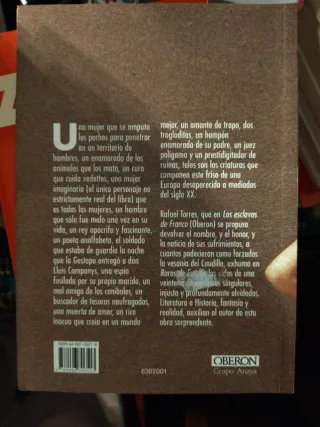 Una mujer que se amputa
los pechos para penetrar
en un territorio de
hombres, un enamorado de los
animales que los mata, un cura
que cuida vedettes, una mujer
imaginaria (el único personaje no
estrictamente real del libro) que
es todas las mujeres, un hombre
que sólo fue malo una vez en su
vida, un rey apócrifo y fascinante,
un poeta analfabeto, el soldado
que estaba de guardia la noche
que la Gestapo entregó a don
Lluís Companys, una espía
fusilada por su propio marido, un
mal amigo de los caníbales, un
buscador de tesoros naufragados,
una muerta de amor, un rico
macua que creía en un mundo
mejor, un amante de trapo, dos
trogloditas, un hampón
enamorado de su padre, un juez
polígamo y un prestidigitador de
ruinas, tales son las criaturas que
componen este friso de una
Europa desaparecida a mediados
del siglo XX.
Rafael Torres, que en Los esclavos
de Franco (Oberon) se propuso
devolver el nombre, y el honor, y
la noticia de sus sufrimientos, a
cuantos padecieron como forzados
la vesania del Caudillo, exhuma en
Raros de las vidas de una
veintena de singulares,
injusta y profundamente olvidados.
Literatura e Historia, fantasía y
realidad, auxilian al autor de esta
obra sorprendente.
6307001
OBERON
Grupo Anaya